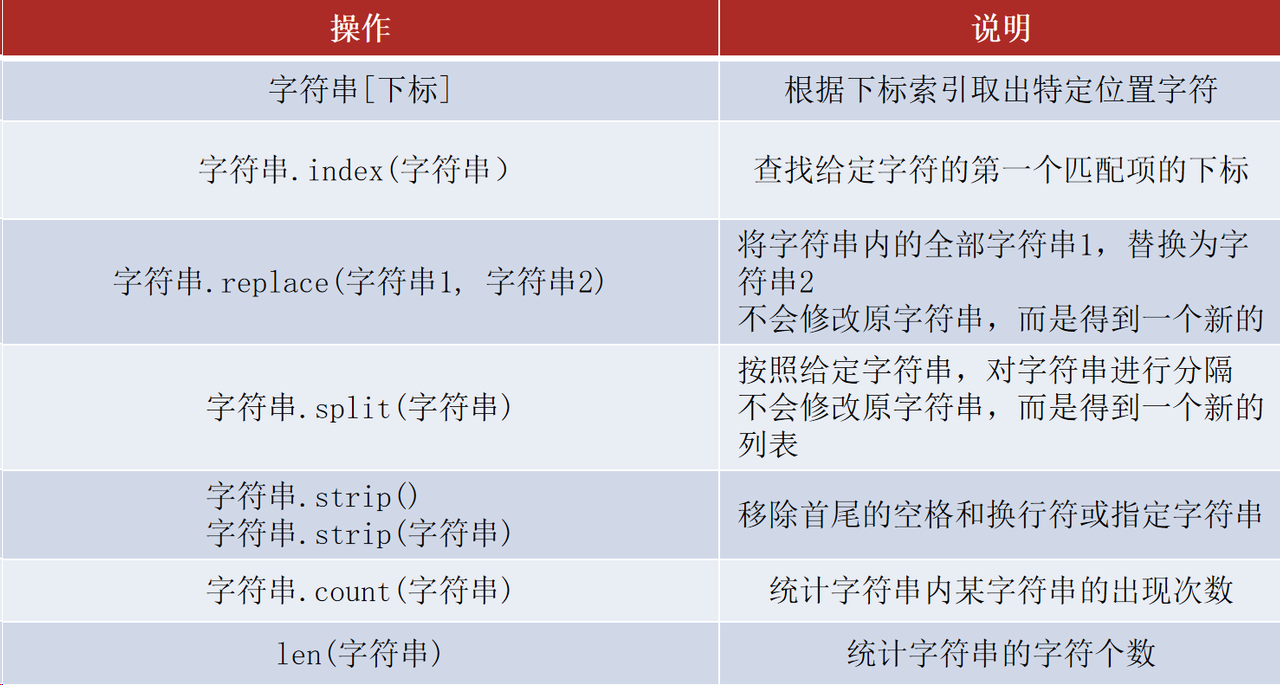 操作
说明
字符串[下标]
根据下标索引取出特定位置字符
字符串.index(字符串）
查找给定字符的第一个匹配项的下标
字符串.replace(字符串1, 字符串2)
将字符串内的全部字符串1，替换为字
符串2
不会修改原字符串，而是得到一个新的
字符串.split(字符串)
按照给定字符串，对字符串进行分隔
不会修改原字符串，而是得到一个新的
列表
字符串.strip()
字符串.strip(字符串)
移除首尾的空格和换行符或指定字符串
字符串.count(字符串)
统计字符串内某字符串的出现次数
len(字符串)
统计字符串的字符个数